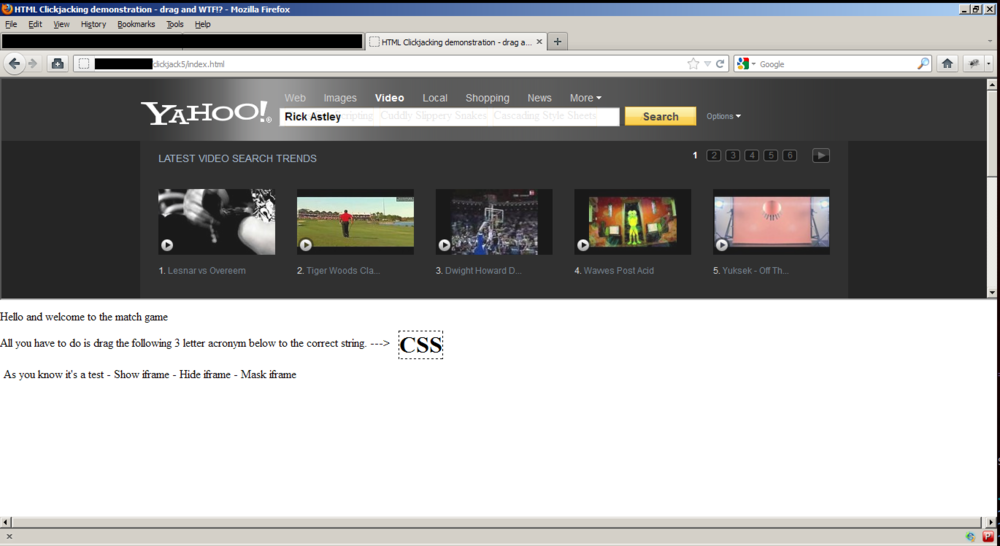 HTML Clickjacking demonstration - drag and WTF!? - Mozilla Firefox
File Edit View History Bookmarks Tools Help
HTML Clickjacking demonstration - drag a...
clickjack5/index.html
Google
Web Images Video Local Shopping News More
YAHOO!
Rick Astley
Cuddly Slippery Snakes Cascading Style Sheets
Search
Options
LATEST VIDEO SEARCH TRENDS
1 2 3 4 5 6
1. Lesnar vs Overeem
2. Tiger Woods Cla...
3. Dwight Howard D...
4. Wavves Post Acid
5. Yuksek - Off Th...
Hello and welcome to the match game
All you have to do is drag the following 3 letter acronym below to the correct string. ---> CSS
As you know it's a test - Show iframe - Hide iframe - Mask iframe